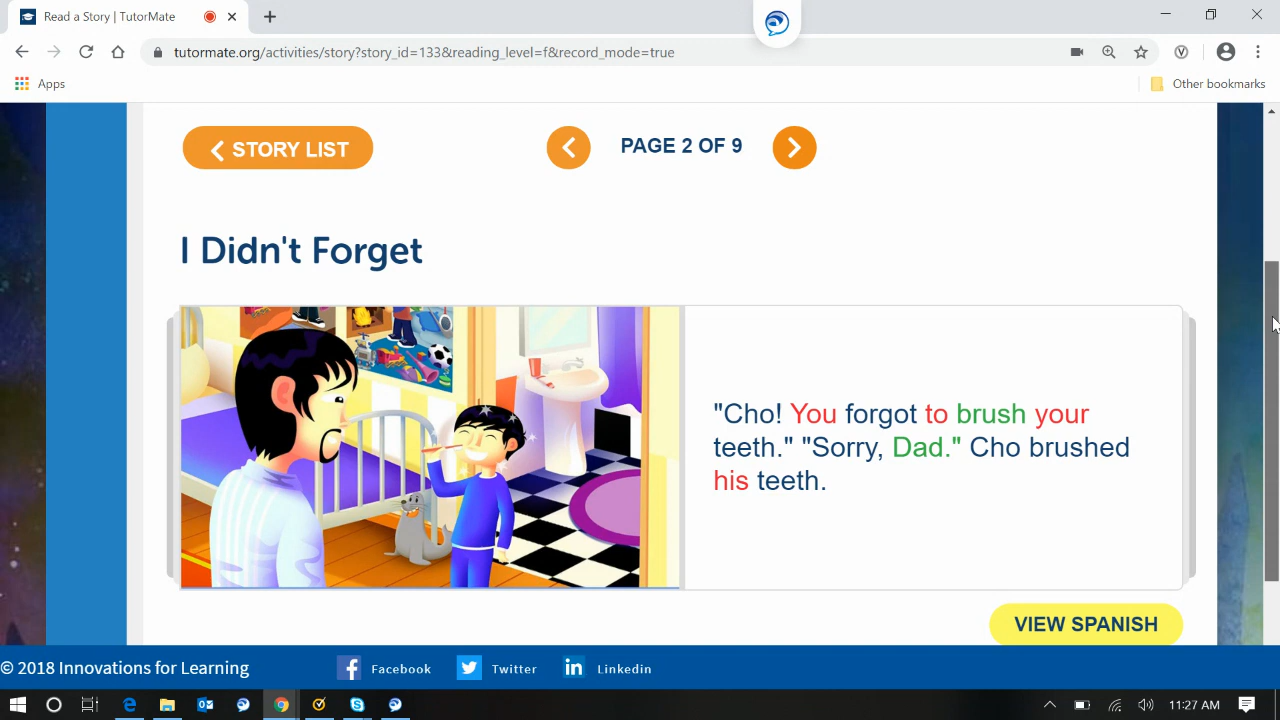 Read a Story | TutorMate
tutormate.org/activities/story?story_id=133&reading_level=f&record_mode=true
Apps
Other bookmarks
STORY LIST
PAGE 2 OF 9
I Didn't Forget
"Cho! You forgot to brush your
teeth." "Sorry, Dad." Cho brushed
his teeth.
VIEW SPANISH
© 2018 Innovations for Learning
Facebook
Twitter
Linkedin
11:27 AM